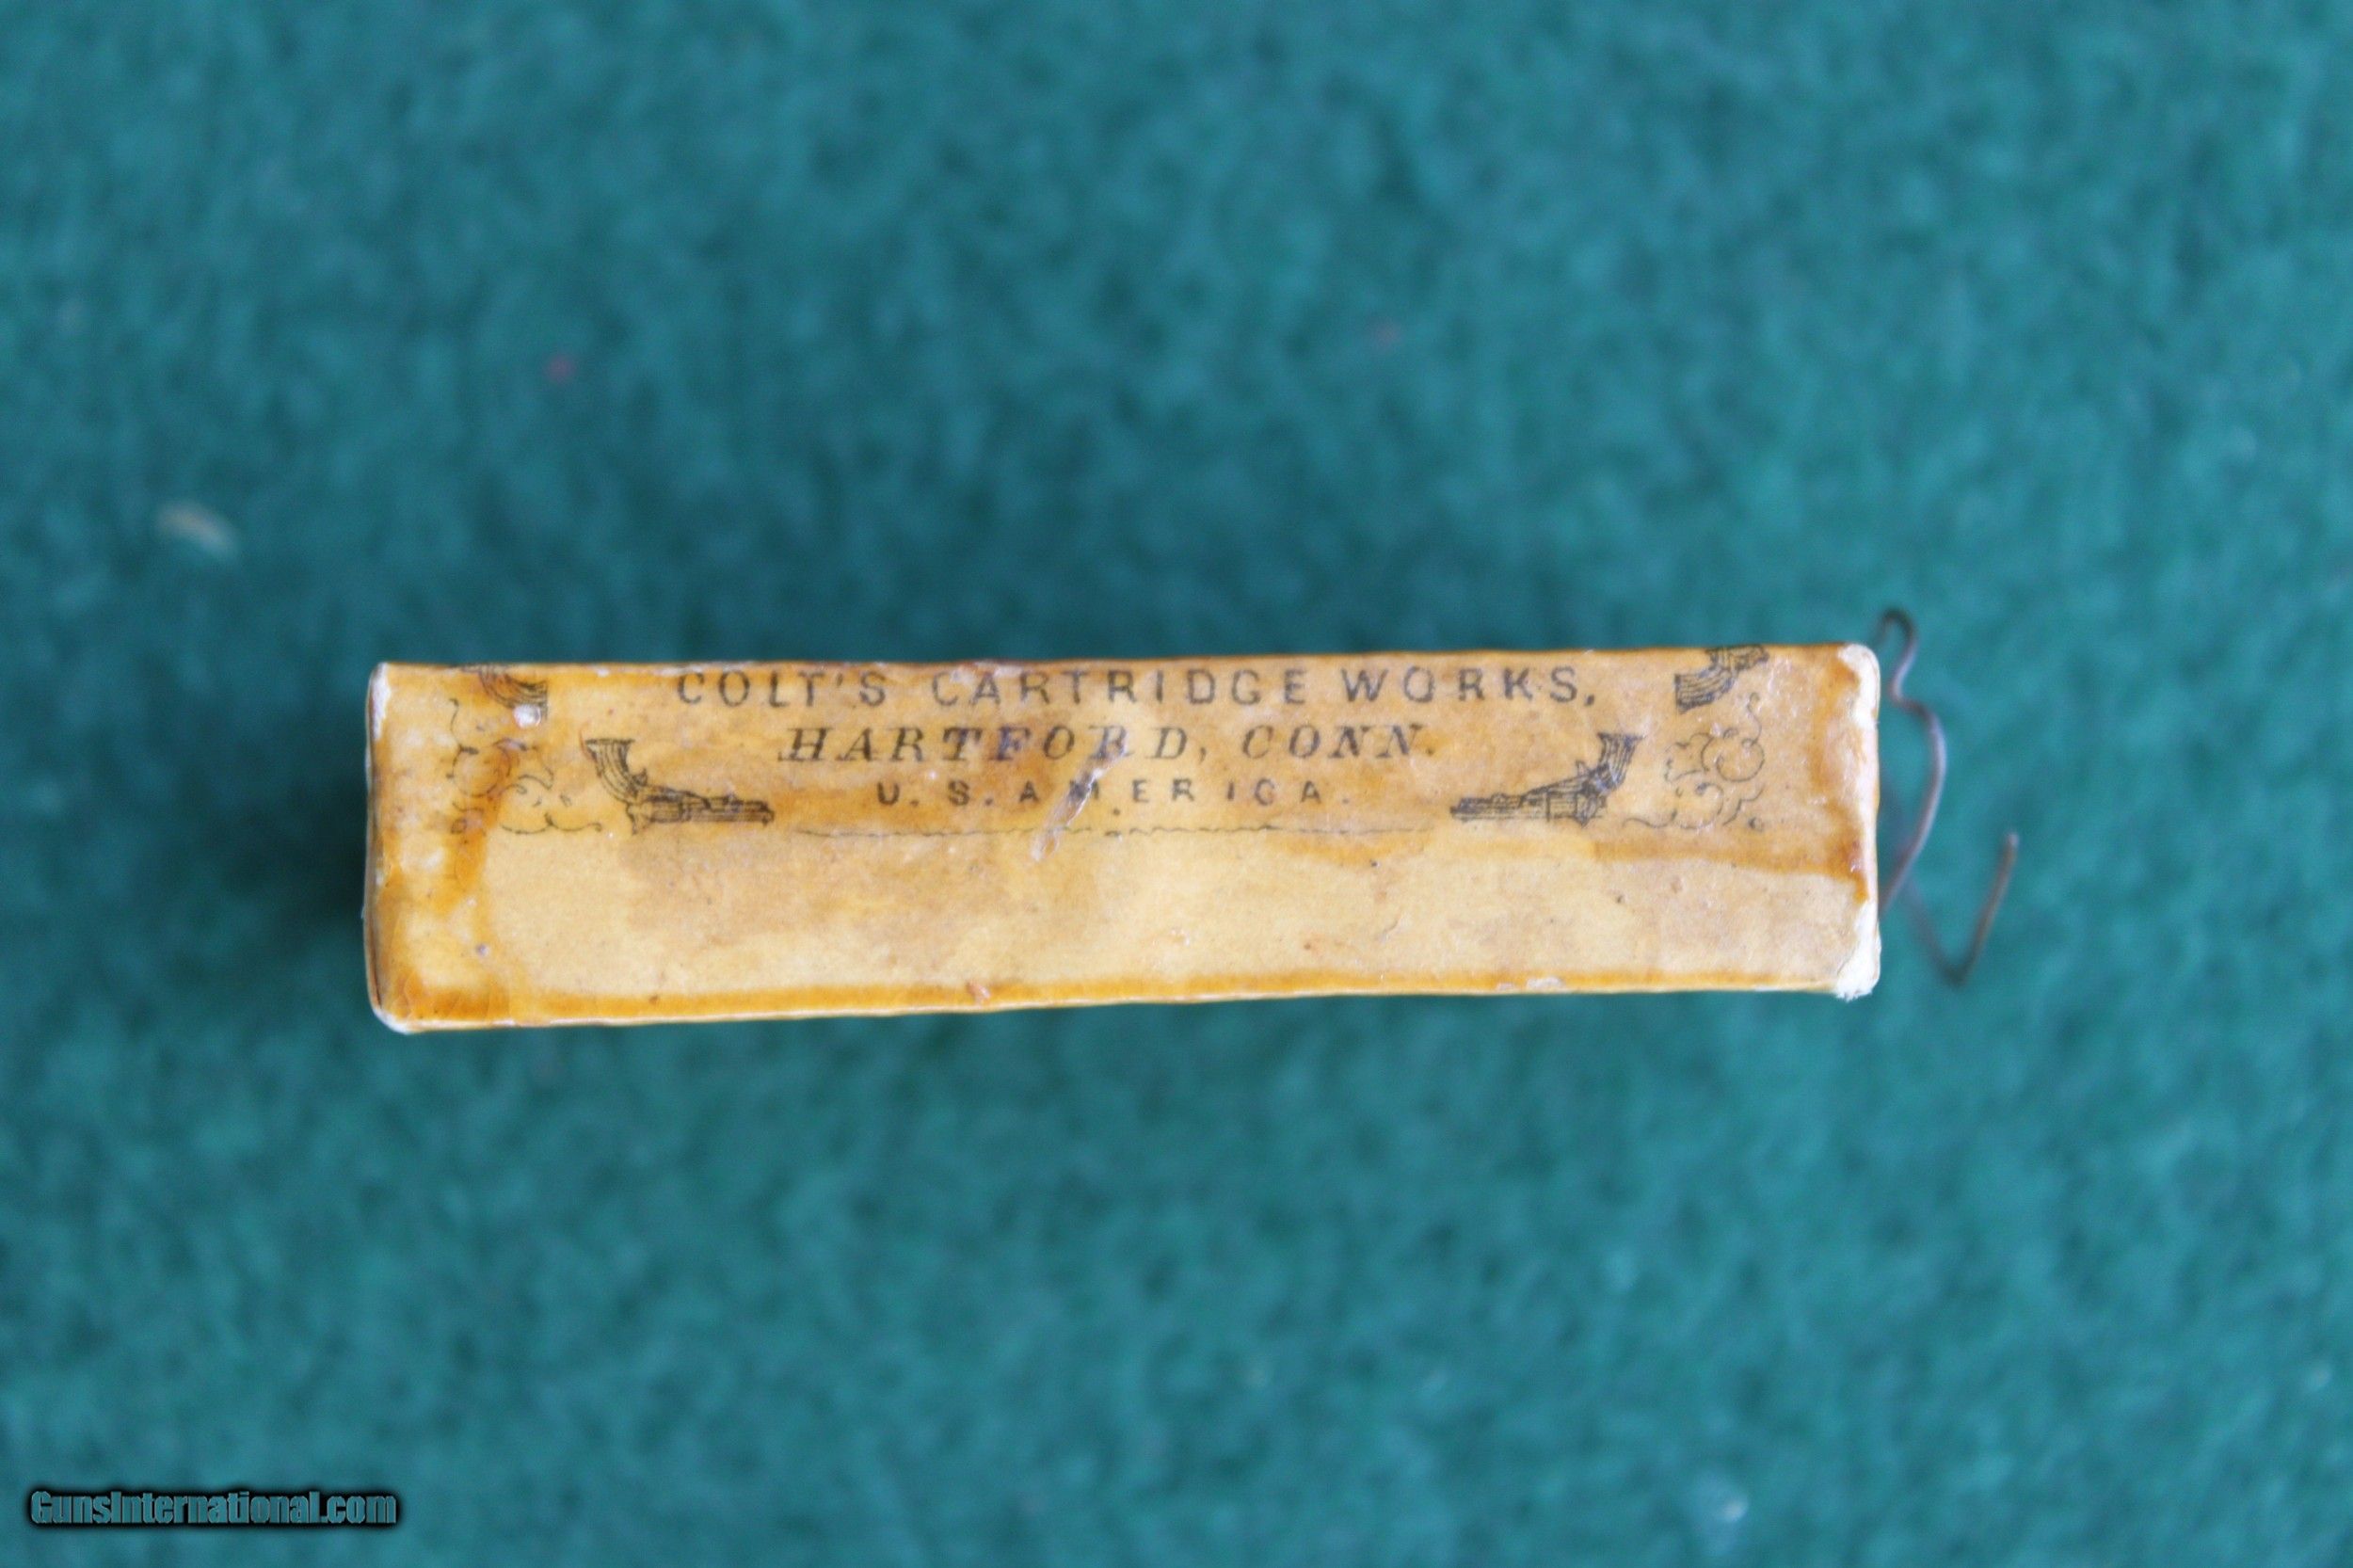 COLT'S CARTRIDGE WORKS,
HARTFORD, CONN.
U. S. AMERICA.
GunsInternational.com